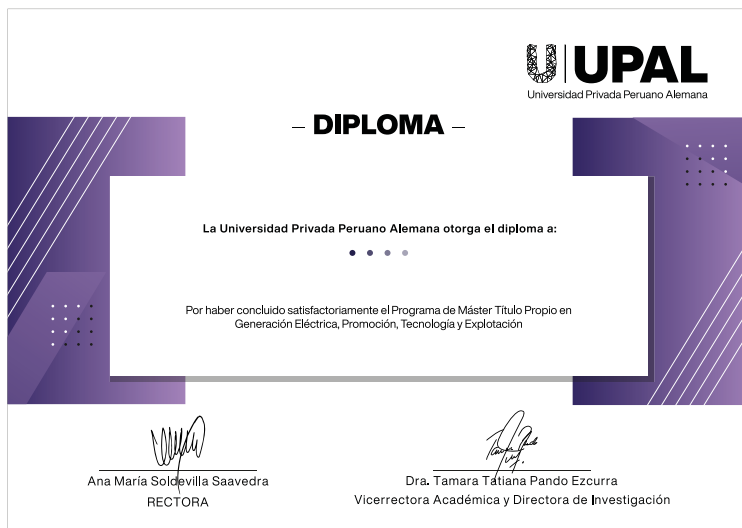 UPAL
Universidad Privada Peruano Alemana
– DIPLOMA –
La Universidad Privada Peruano Alemana otorga el diploma a:
Por haber concluido satisfactoriamente el Programa de Máster Título Propio en
Generación Eléctrica, Promoción, Tecnología y Explotación
Ana María Soldevilla Saavedra
RECTORA
Dra. Tamara Tatiana Pando Ezcurra
Vicerrectora Académica y Directora de Investigación